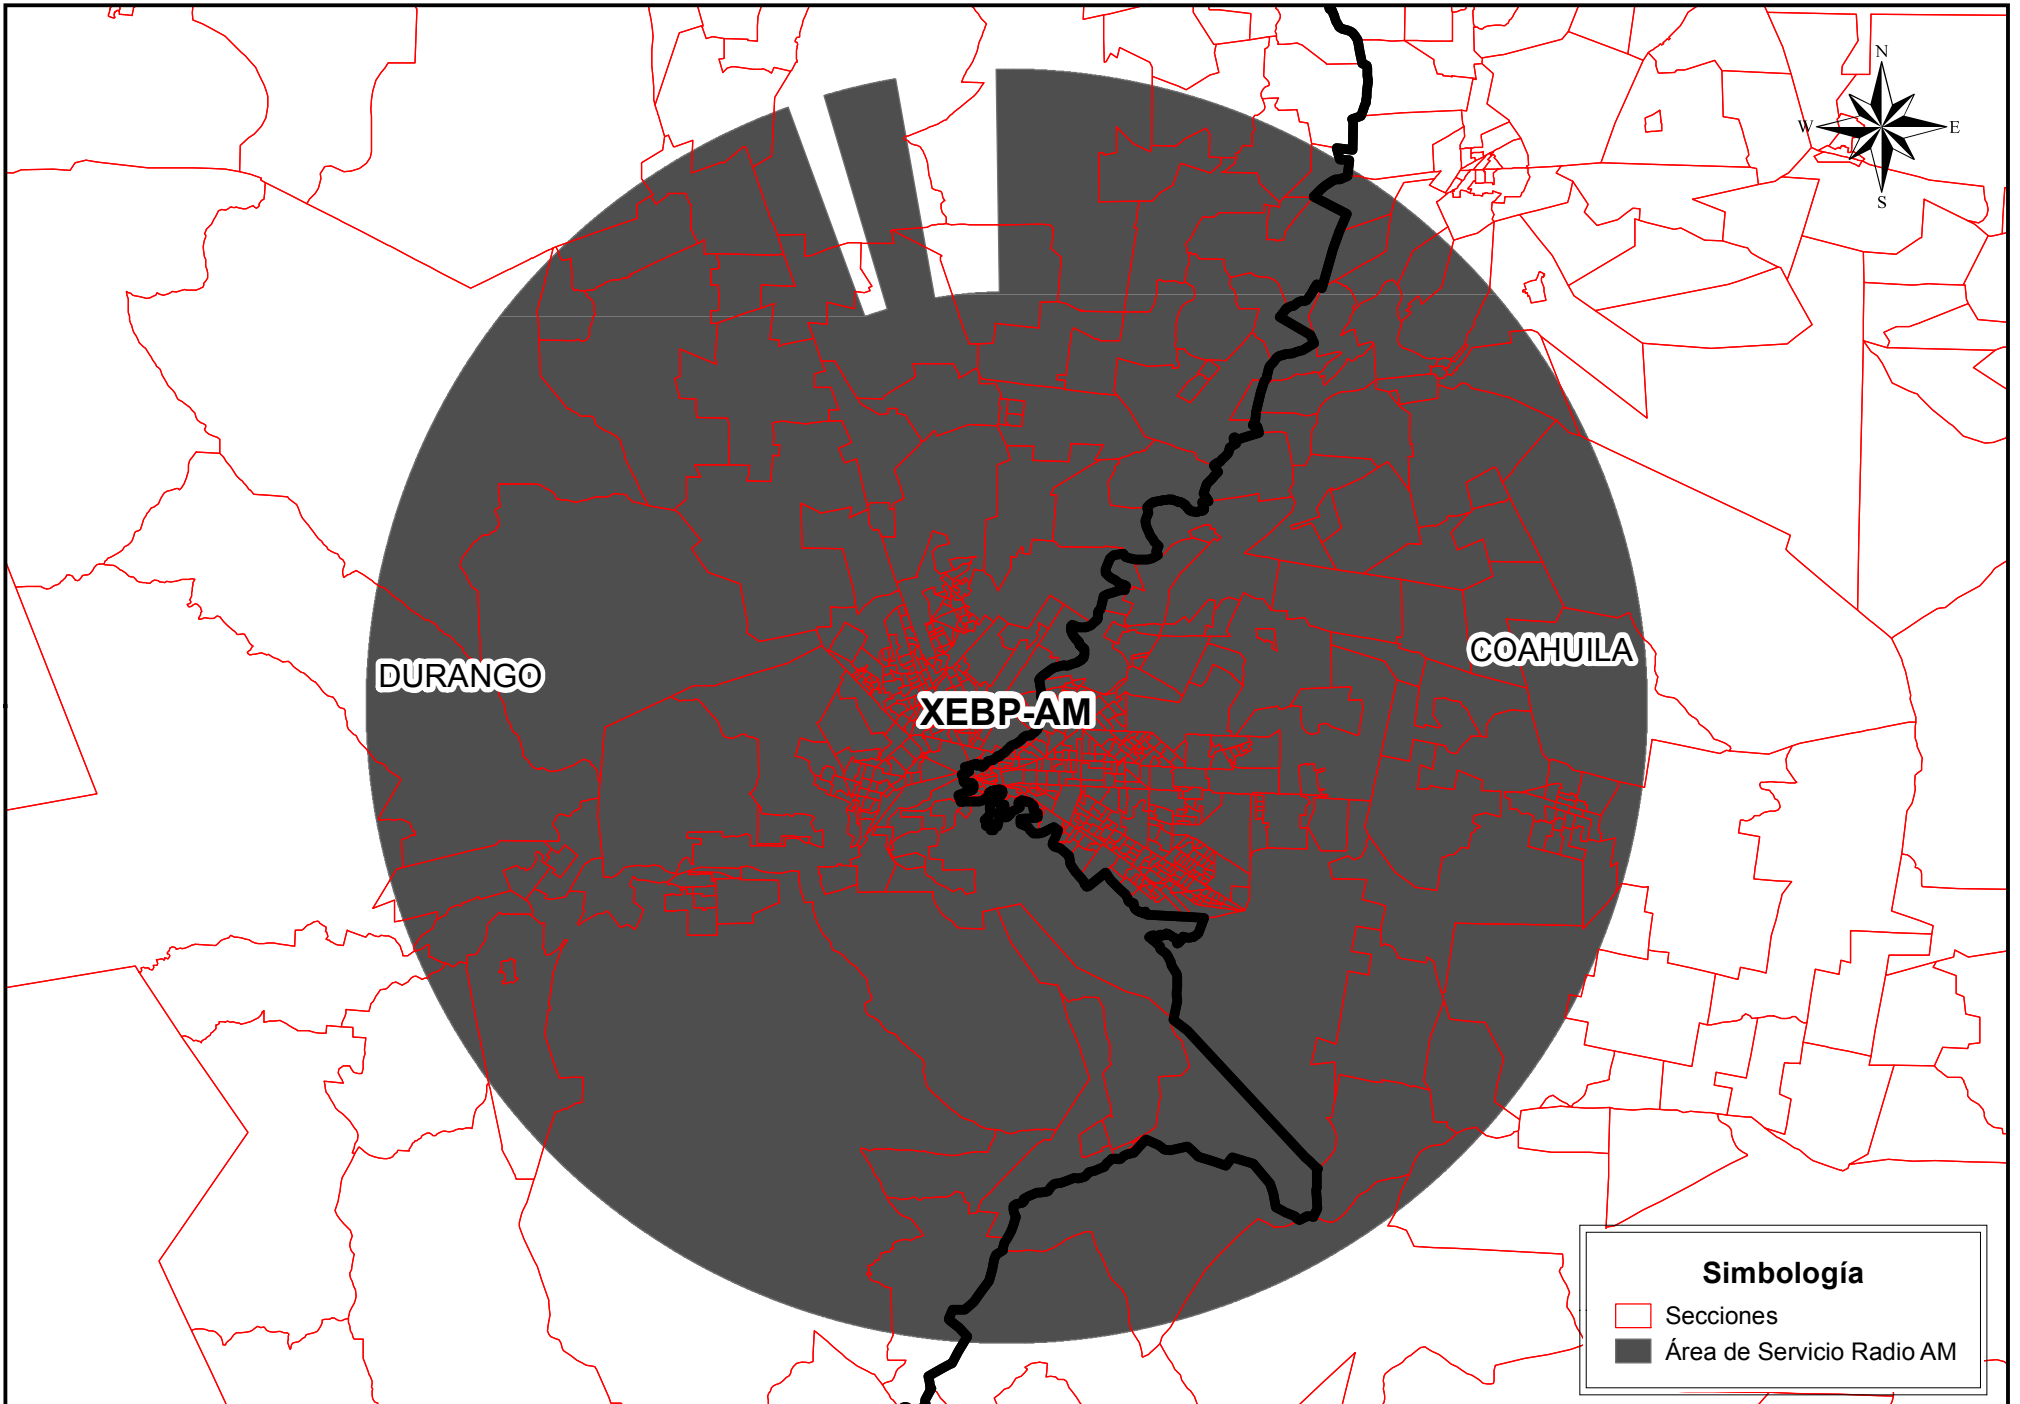 N
W E
S
DURANGO
COAHUILA
XEBP-AM
Simbología
Secciones
Área de Servicio Radio AM